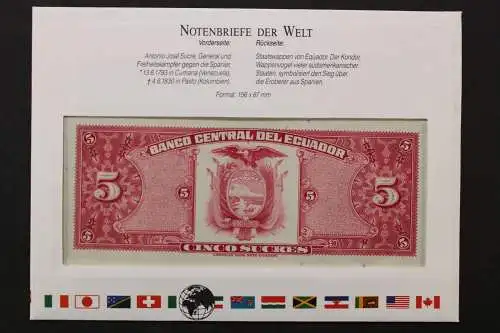 NOTENBRIEFE DER WELT
Vorderseite:
Antonio José Sucre, General und
Freiheitskämpfer gegen die Spanier,
* 13.6.1793 in Cumana (Venezuela),
† 4.6.1830 in Pasto (Kolumbien).
Rückseite:
Staatswappen von Equador. Der Kondor,
Wappenvogel vieler südamerikanischer
Staaten, symbolisiert den Sieg über
die Eroberer aus Spanien.
Format: 156 x 67 mm
BANCO CENTRAL DEL ECUADOR
5
5
5
5
5
5
5
5
CINCO SUCRES